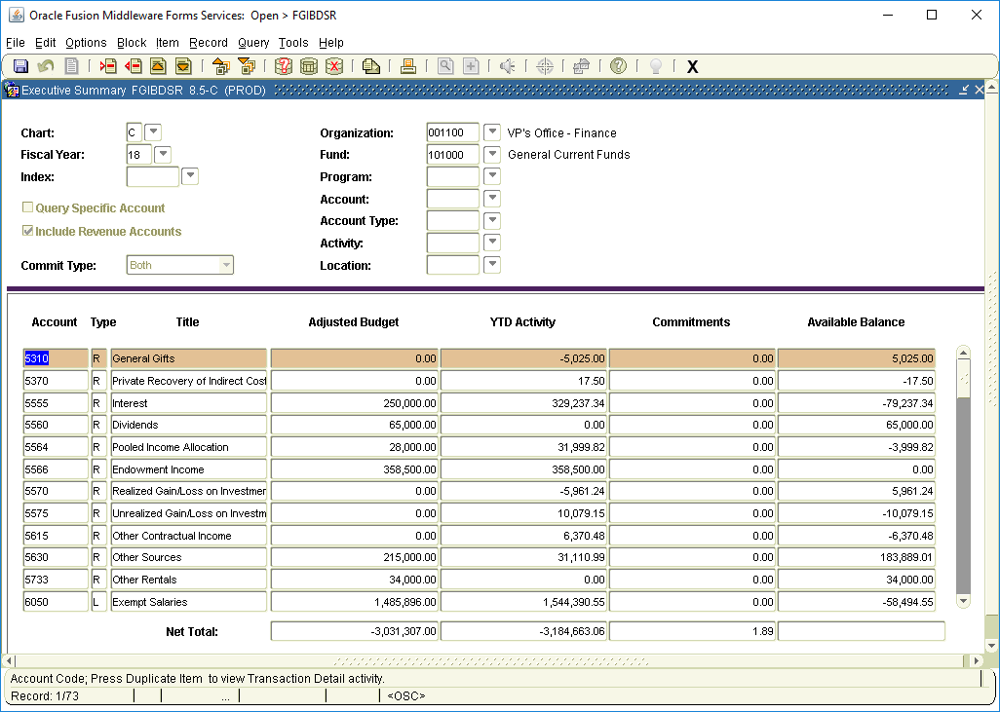 Oracle Fusion Middleware Forms Services: Open > FGIBDSR
File Edit Options Block Item Record Query Tools Help
Executive Summary FGIBDSR 8.5-C (PROD)
Chart: C Organization: 001100 VP's Office - Finance
Fiscal Year: 18 Fund: 101000 General Current Funds
Index: Program:
Account:
Query Specific Account Account Type:
Include Revenue Accounts Activity:
Commit Type: Both Location:
Account Type Title Adjusted Budget YTD Activity Commitments Available Balance
5310 R General Gifts 0.00 -5,025.00 0.00 5,025.00
5370 R Private Recovery of Indirect Cost 0.00 17.50 0.00 -17.50
5555 R Interest 250,000.00 329,237.34 0.00 -79,237.34
5560 R Dividends 65,000.00 0.00 0.00 65,000.00
5564 R Pooled Income Allocation 28,000.00 31,999.82 0.00 -3,999.82
5566 R Endowment Income 358,500.00 358,500.00 0.00 0.00
5570 R Realized Gain/Loss on Investmer 0.00 -5,961.24 0.00 5,961.24
5575 R Unrealized Gain/Loss on Investm 0.00 10,079.15 0.00 -10,079.15
5615 R Other Contractual Income 0.00 6,370.48 0.00 -6,370.48
5630 R Other Sources 215,000.00 31,110.99 0.00 183,889.01
5733 R Other Rentals 34,000.00 0.00 0.00 34,000.00
6050 L Exempt Salaries 1,485,896.00 1,544,390.55 0.00 -58,494.55
Net Total: -3,031,307.00 -3,184,663.06 1.89
Account Code; Press Duplicate Item to view Transaction Detail activity.
Record: 1/73 ... <OSC>